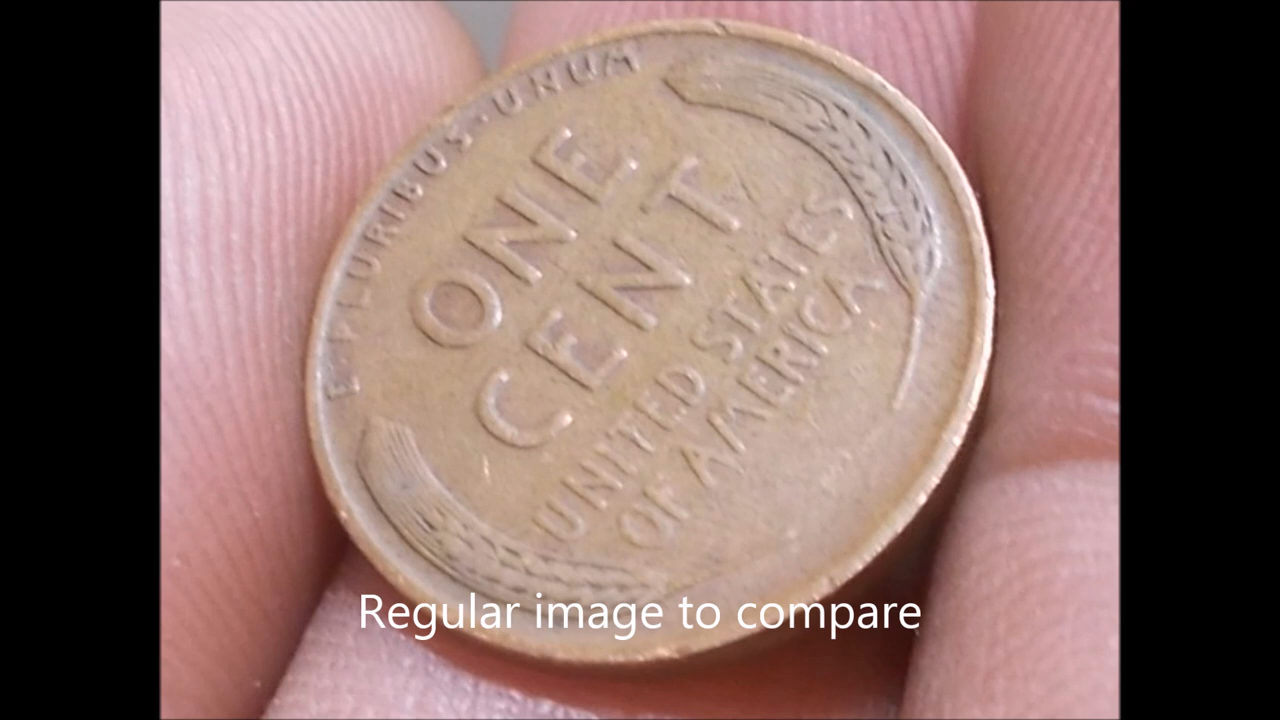 E·PLURIBUS·UNUM
ONE
CENT
UNITED STATES
OF AMERICA
Regular image to compare